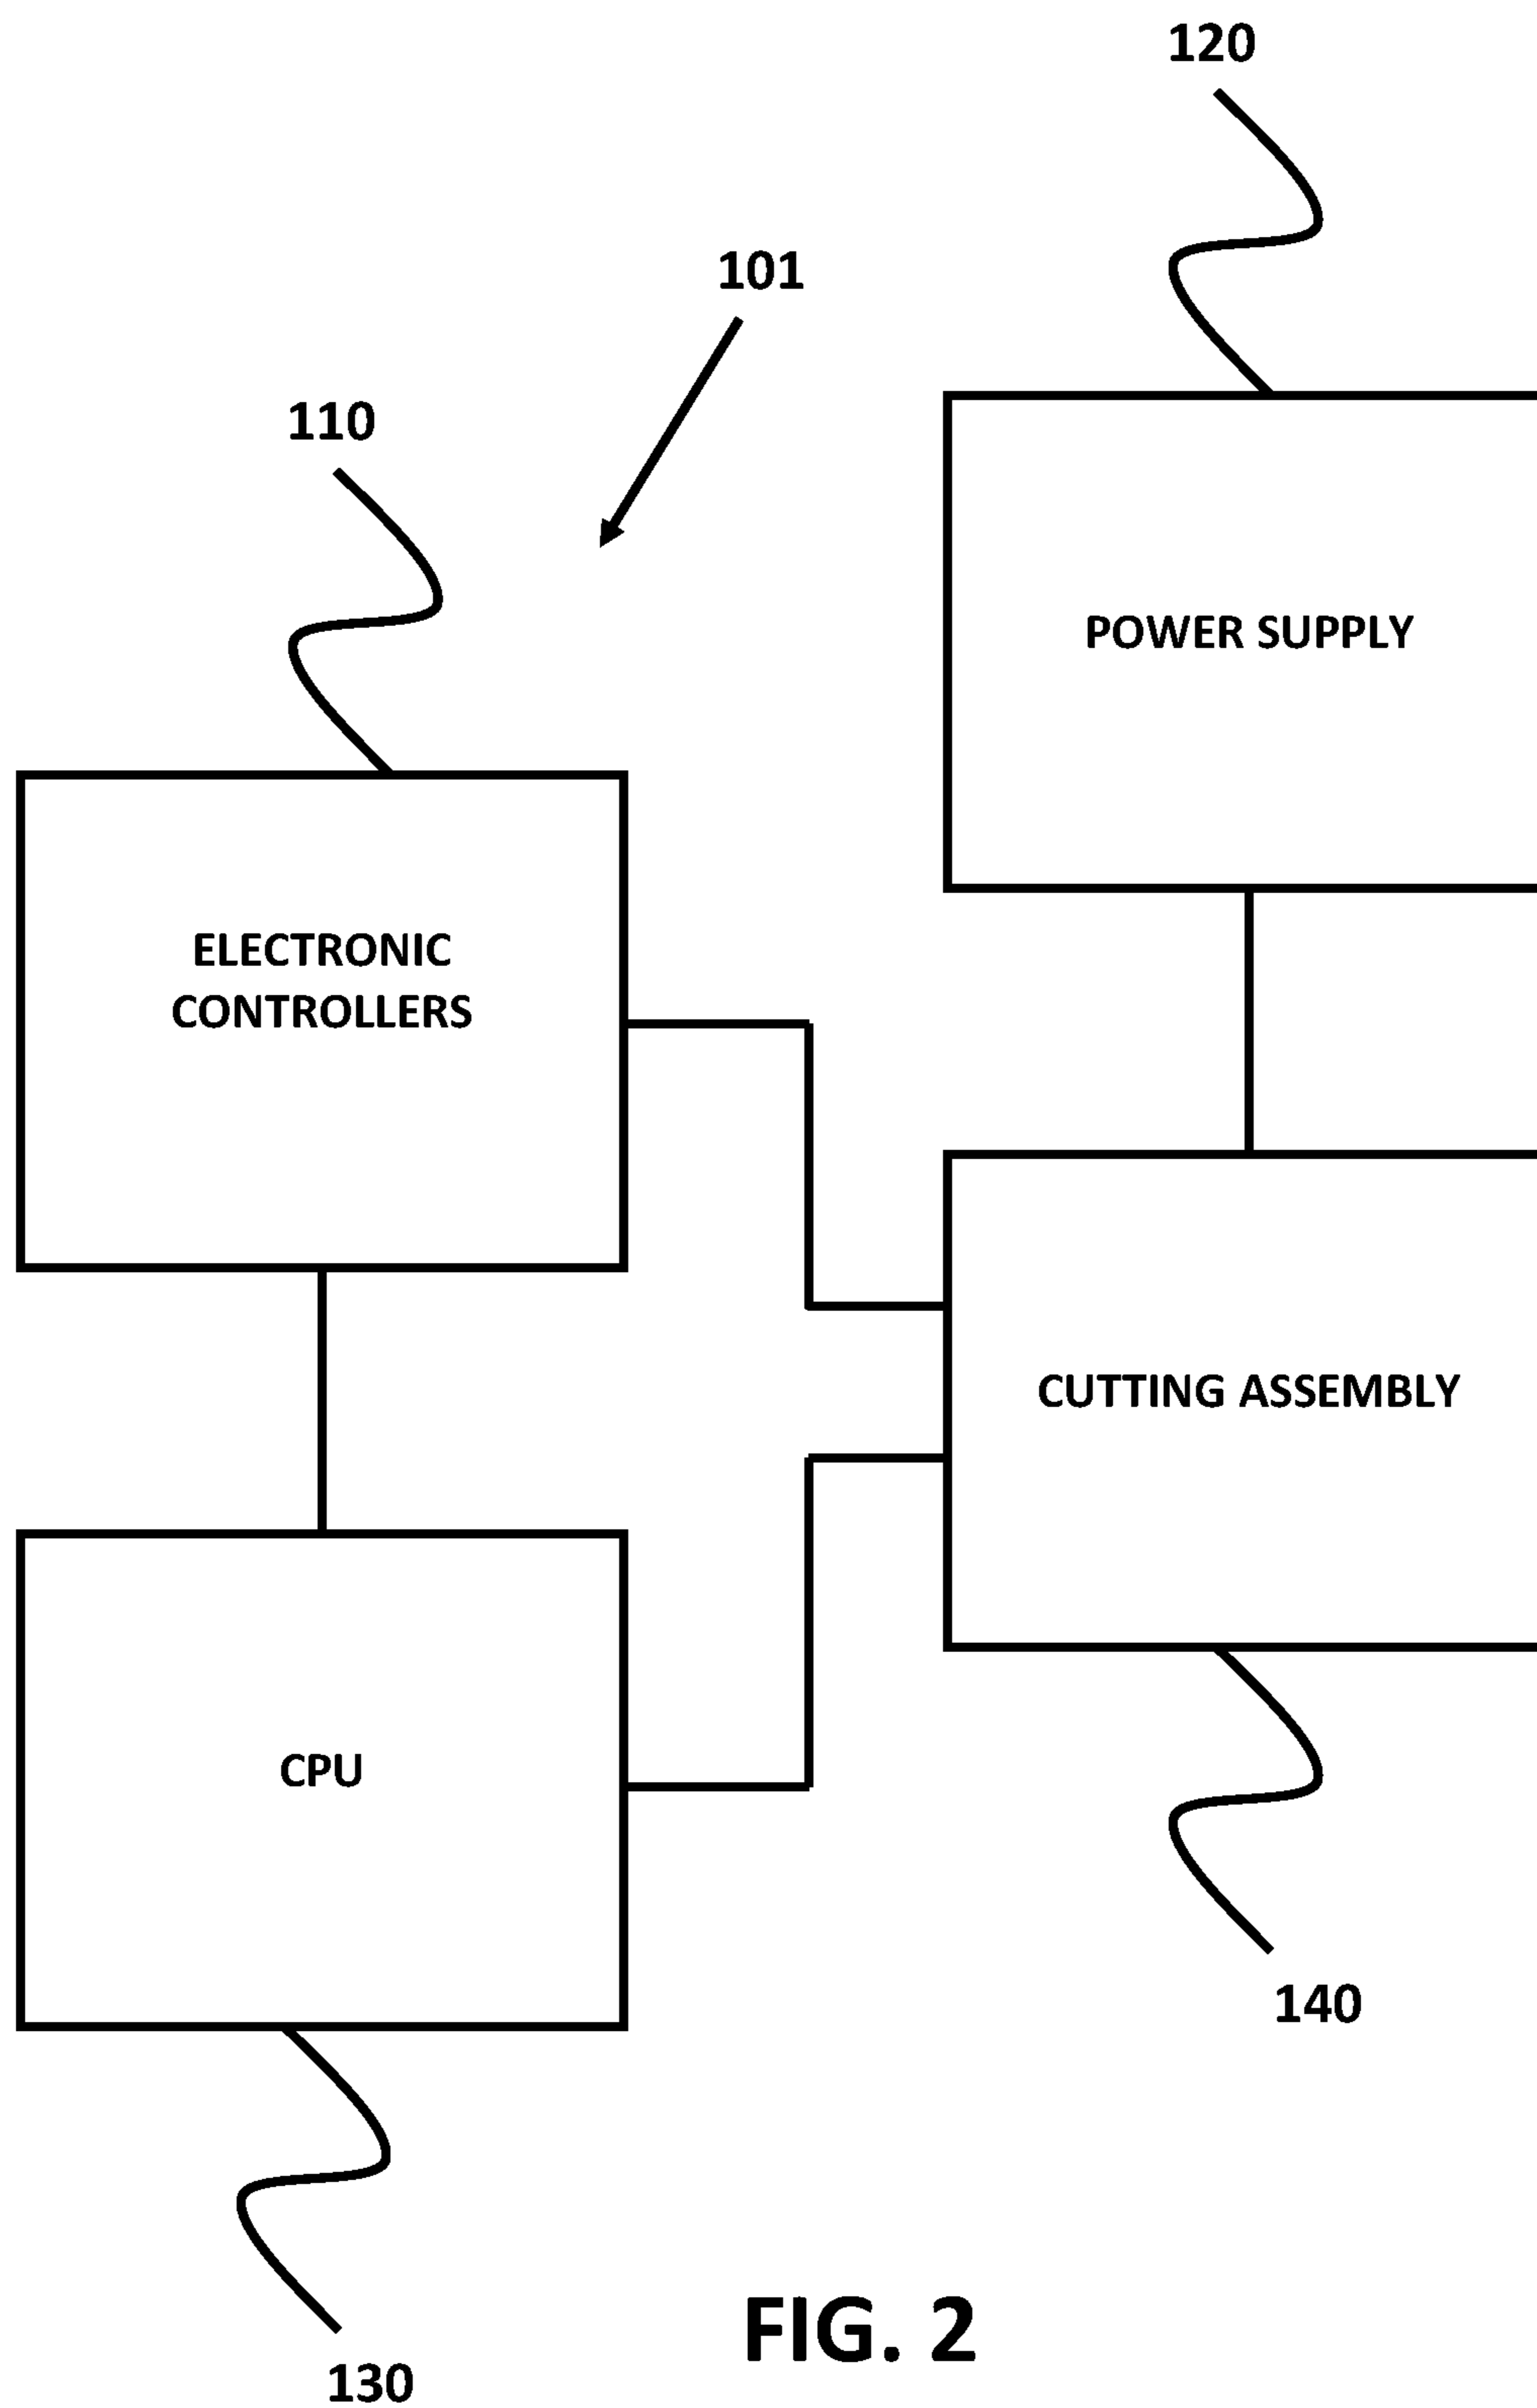 120
101
110
POWER SUPPLY
ELECTRONIC
CONTROLLERS
CUTTING ASSEMBLY
CPU
140
FIG. 2
130